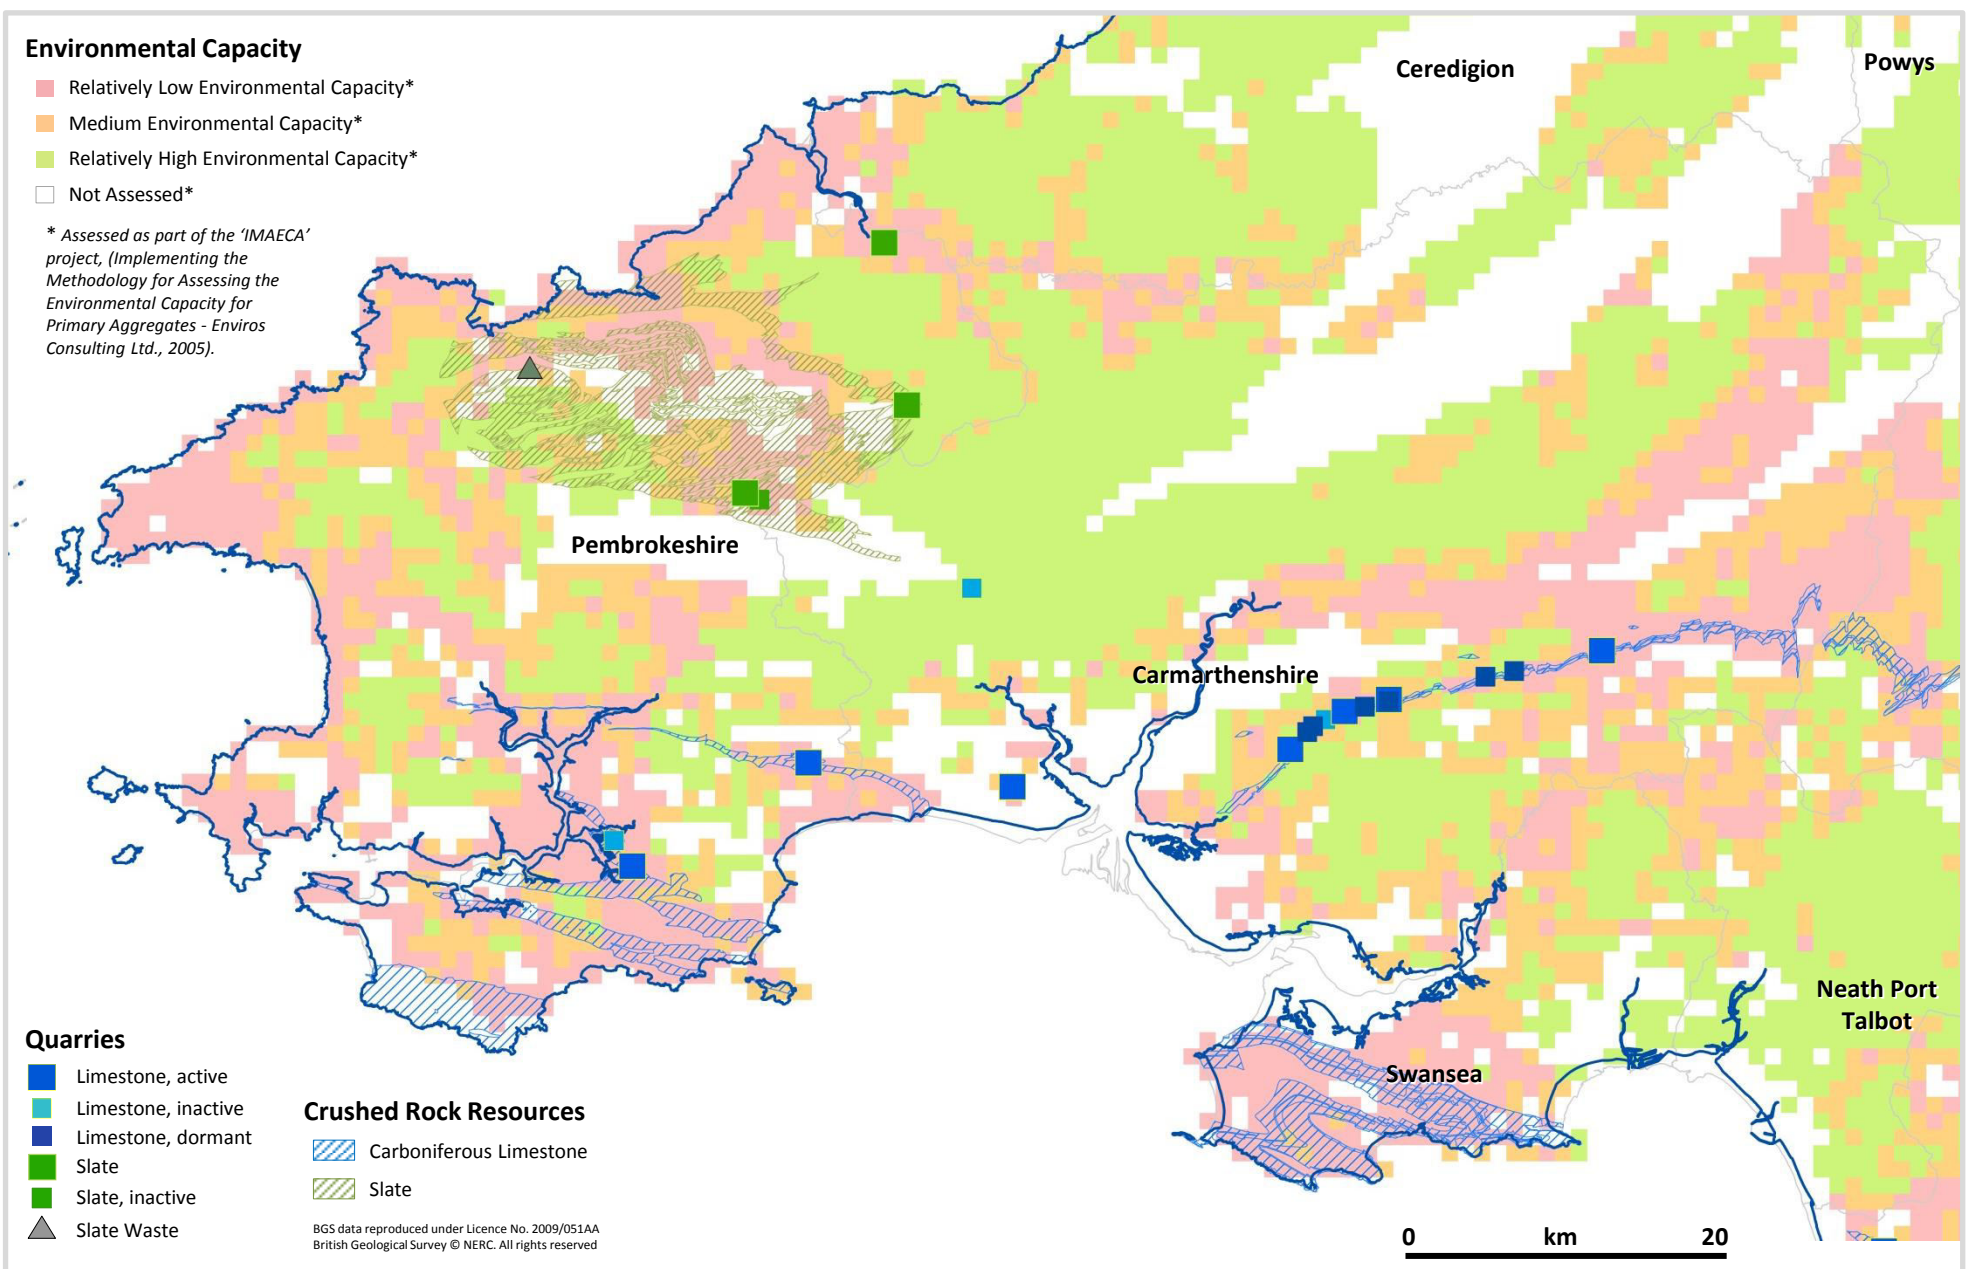 Environmental Capacity
Relatively Low Environmental Capacity*
Medium Environmental Capacity*
Relatively High Environmental Capacity*
Not Assessed*
* Assessed as part of the ‘IMAECA’
project, (Implementing the
Methodology for Assessing the
Environmental Capacity for
Primary Aggregates - Enviros
Consulting Ltd., 2005).
Ceredigion
Powys
Pembrokeshire
Carmarthenshire
Neath Port
Talbot
Swansea
Quarries
Limestone, active
Limestone, inactive
Limestone, dormant
Slate
Slate, inactive
Slate Waste
Crushed Rock Resources
Carboniferous Limestone
Slate
BGS data reproduced under Licence No. 2009/051AA
British Geological Survey © NERC. All rights reserved
0 km 20